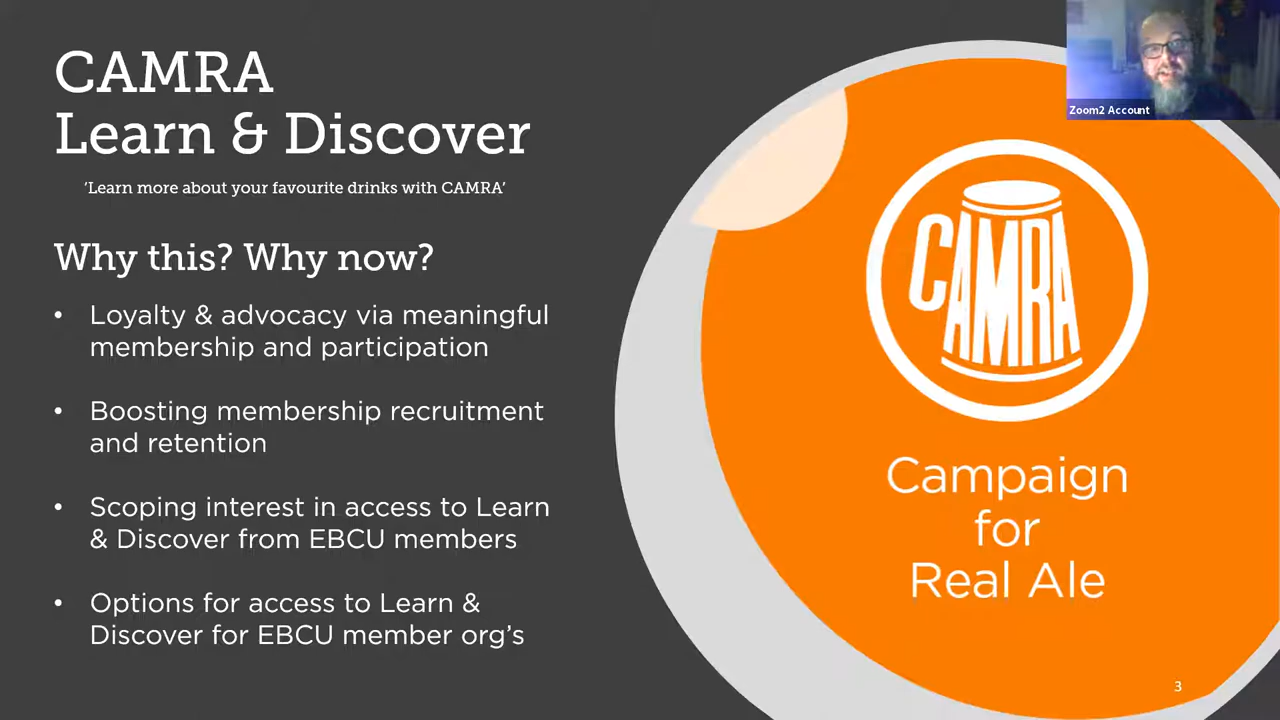 CAMRA
Learn & Discover
‘Learn more about your favourite drinks with CAMRA’
Why this? Why now?
• Loyalty & advocacy via meaningful
membership and participation
• Boosting membership recruitment
and retention
• Scoping interest in access to Learn
& Discover from EBCU members
• Options for access to Learn &
Discover for EBCU member org’s
Zoom2 Account
CAMRA
Campaign
for
Real Ale
3